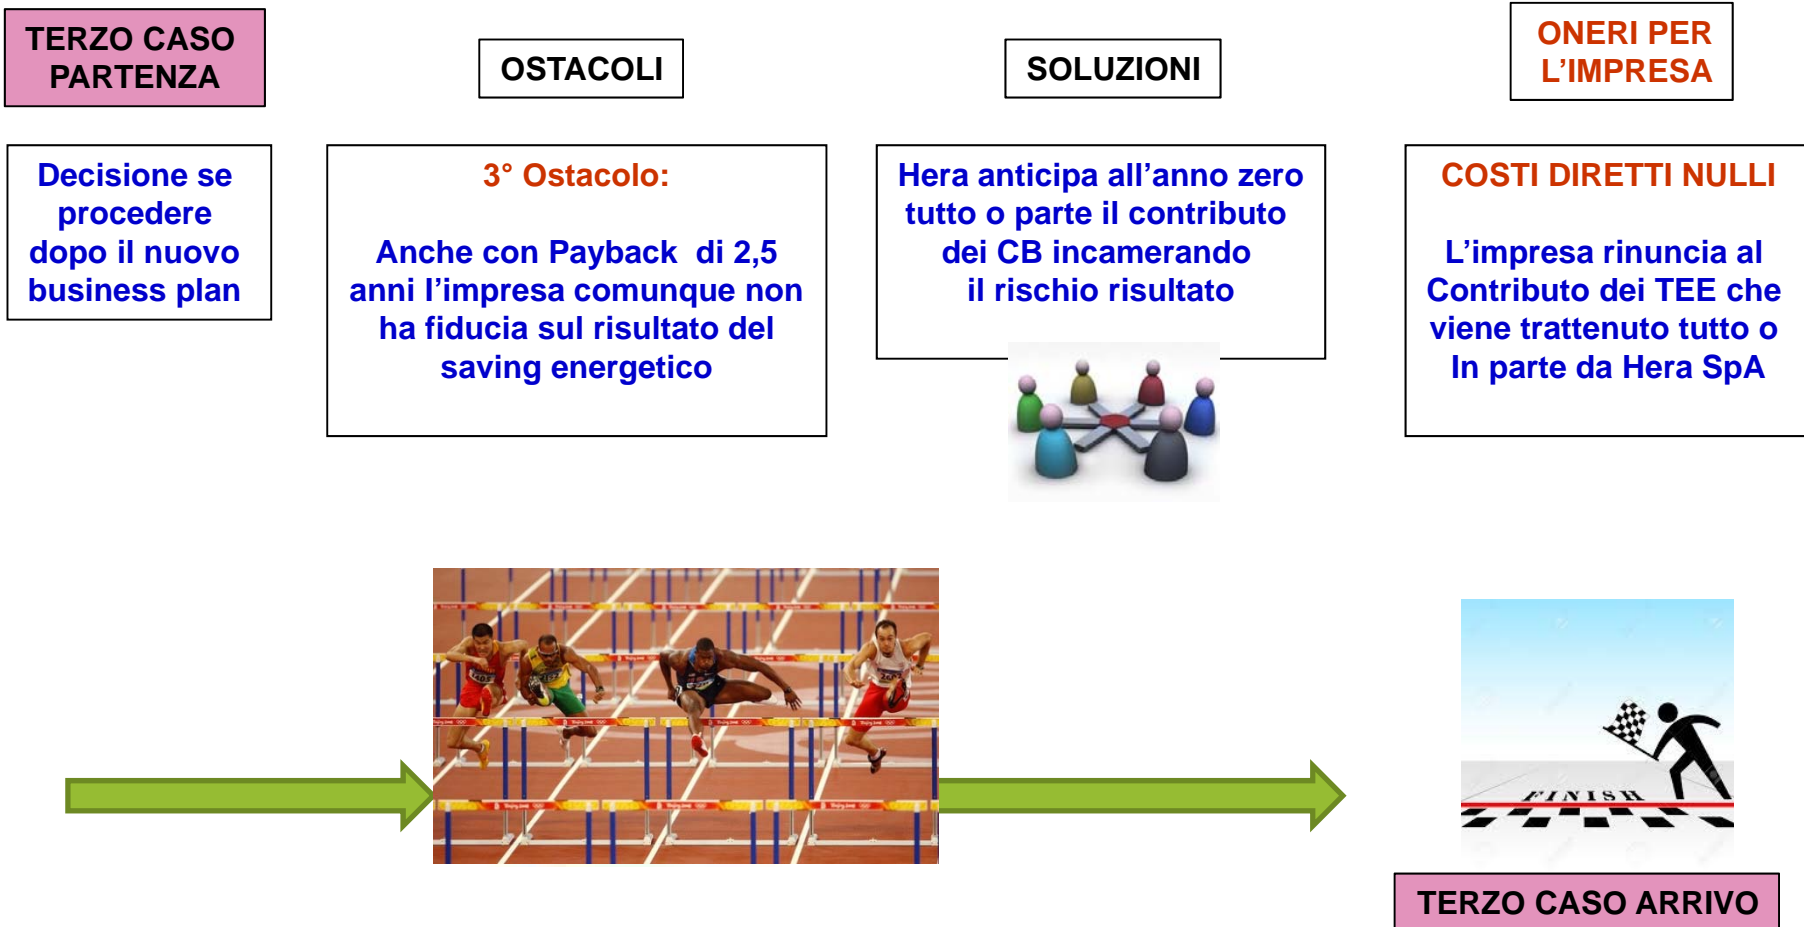 TERZO CASO
PARTENZA
OSTACOLI
SOLUZIONI
ONERI PER
L’IMPRESA
Decisione se
procedere
dopo il nuovo
business plan
3° Ostacolo:
Anche con Payback  di 2,5
anni l’impresa comunque non
ha fiducia sul risultato del
saving energetico
Hera anticipa all’anno zero
tutto o parte il contributo
dei CB incamerando
il rischio risultato
COSTI DIRETTI NULLI
L’impresa rinuncia al
Contributo dei TEE che
viene trattenuto tutto o
In parte da Hera SpA
FINISH
TERZO CASO ARRIVO